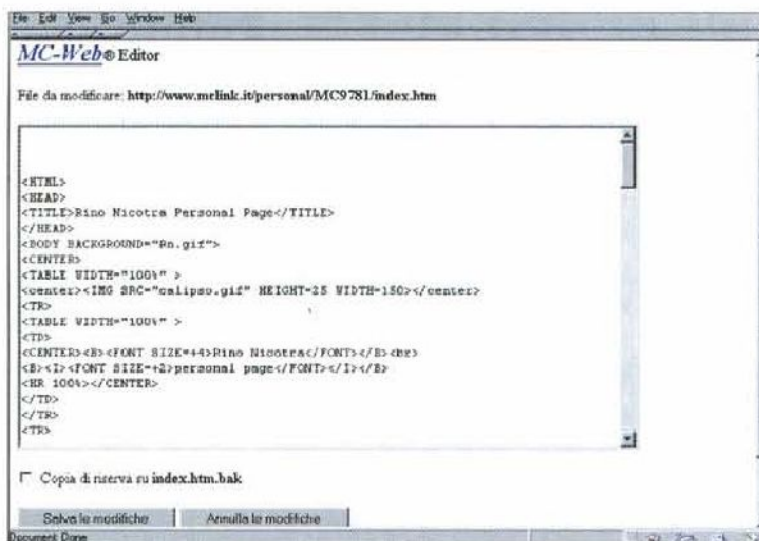 File Edit View Go Window Help
MC-Web® Editor
File da modificare: http://www.mclink.it/personal/MC9781/index.htm
<HTML>
<HEAD>
<TITLE>Rino Nicotra Personal Page</TITLE>
</HEAD>
<BODY BACKGROUND="Rn.gif">
<CENTER>
<TABLE WIDTH="100%" >
<center><IMG SRC="calipso.gif" HEIGHT=25 WIDTH=150></center>
<TR>
<TABLE WIDTH="100%" >
<TD>
<CENTER><B><FONT SIZE=+4>Rino Nicotra</FONT></B><br>
<B><I><FONT SIZE=+2>personal page</FONT></I></B>
<HR 100%></CENTER>
</TD>
</TR>
<TR>
Copia di riserva su index.htm.bak
Salva le modifiche Annulla le modifiche
Document Done